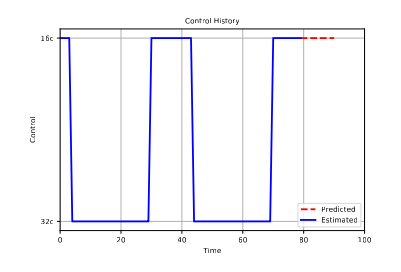 Control History
16c
32c
Control
0
20
40
60
80
100
Time
Predicted
Estimated